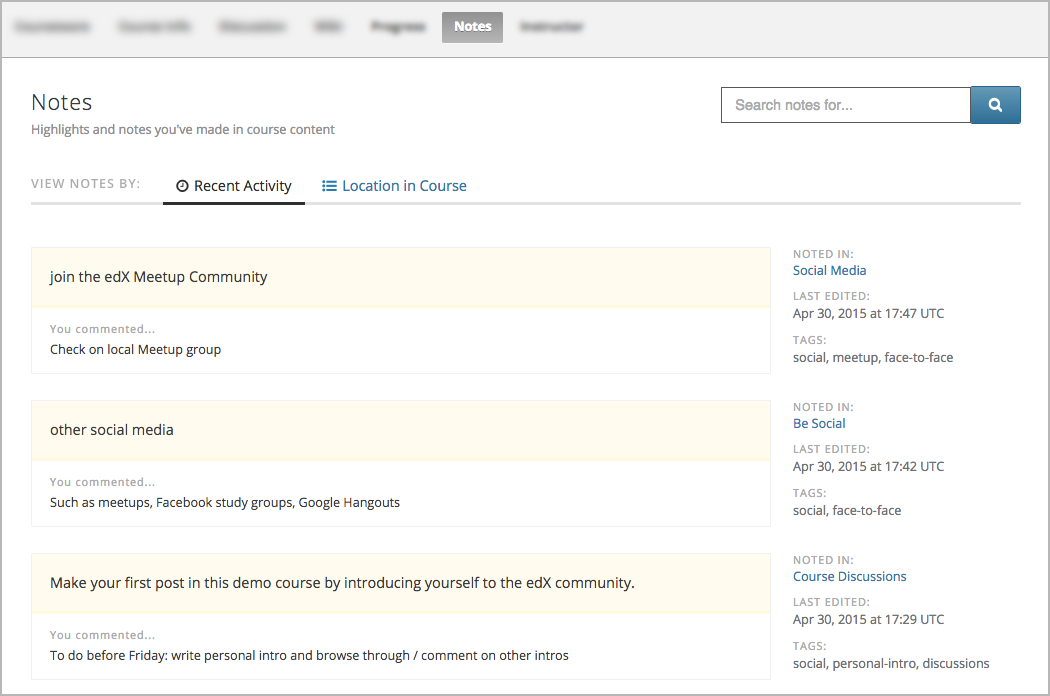 Notes
Notes
Highlights and notes you've made in course content
Search notes for...
VIEW NOTES BY: Recent Activity Location in Course
join the edX Meetup Community
You commented...
Check on local Meetup group
NOTED IN:
Social Media
LAST EDITED:
Apr 30, 2015 at 17:47 UTC
TAGS:
social, meetup, face-to-face
other social media
You commented...
Such as meetups, Facebook study groups, Google Hangouts
NOTED IN:
Be Social
LAST EDITED:
Apr 30, 2015 at 17:42 UTC
TAGS:
social, face-to-face
Make your first post in this demo course by introducing yourself to the edX community.
You commented...
To do before Friday: write personal intro and browse through / comment on other intros
NOTED IN:
Course Discussions
LAST EDITED:
Apr 30, 2015 at 17:29 UTC
TAGS:
social, personal-intro, discussions